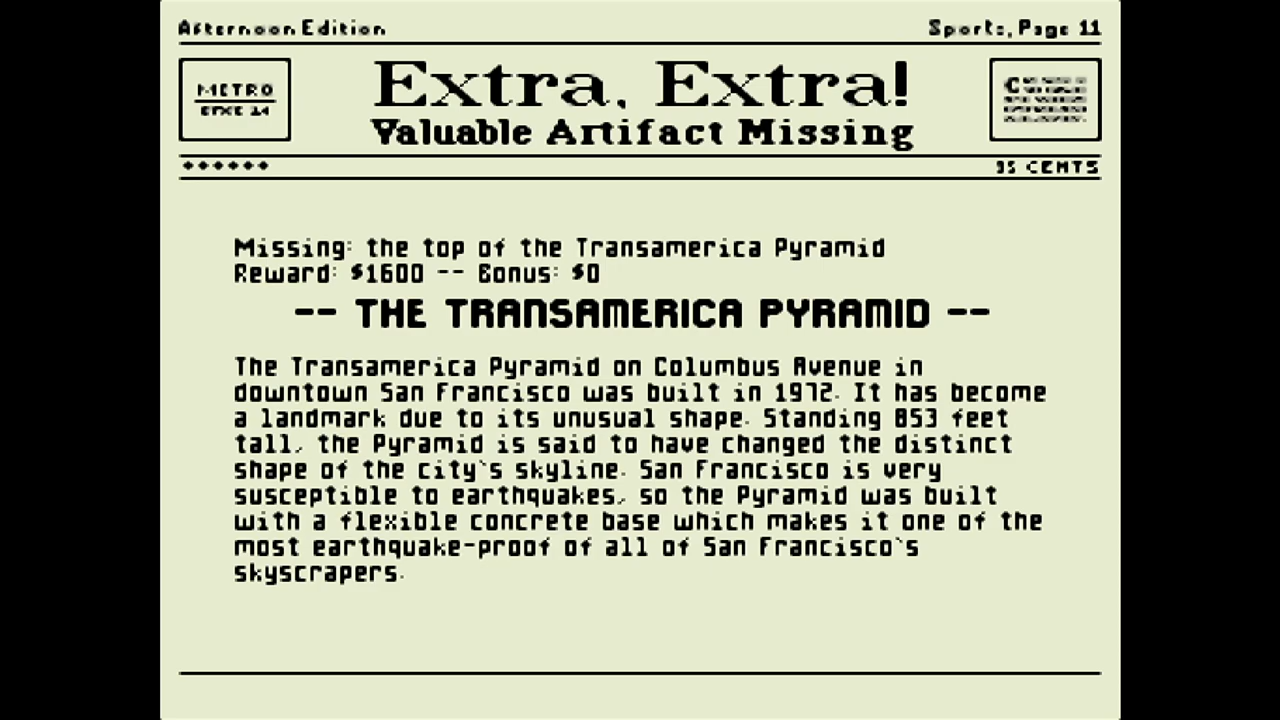 Afternoon Edition
Sports, Page 11
METRO
Extra, Extra!
Valuable Artifact Missing
35 CENTS
Missing: the top of the Transamerica Pyramid
Reward: $1600 -- Bonus: $0
-- THE TRANSAMERICA PYRAMID --
The Transamerica Pyramid on Columbus Avenue in
downtown San Francisco was built in 1972. It has become
a landmark due to its unusual shape. Standing 853 feet
tall, the Pyramid is said to have changed the distinct
shape of the city`s skyline. San Francisco is very
susceptible to earthquakes, so the Pyramid was built
with a flexible concrete base which makes it one of the
most earthquake-proof of all of San Francisco`s
skyscrapers.